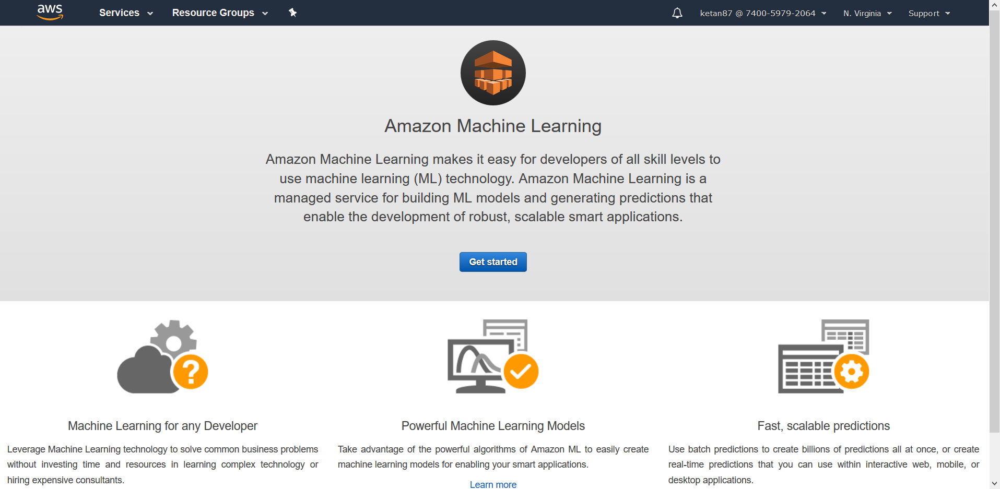 aws Services Resource Groups ketan87 @ 7400-5979-2064 N. Virginia Support
Amazon Machine Learning
Amazon Machine Learning makes it easy for developers of all skill levels to
use machine learning (ML) technology. Amazon Machine Learning is a
managed service for building ML models and generating predictions that
enable the development of robust, scalable smart applications.
Get started
Machine Learning for any Developer
Leverage Machine Learning technology to solve common business problems
without investing time and resources in learning complex technology or
hiring expensive consultants.
Powerful Machine Learning Models
Take advantage of the powerful algorithms of Amazon ML to easily create
machine learning models for enabling your smart applications.
Learn more
Fast, scalable predictions
Use batch predictions to create billions of predictions all at once, or create
real-time predictions that you can use within interactive web, mobile, or
desktop applications.